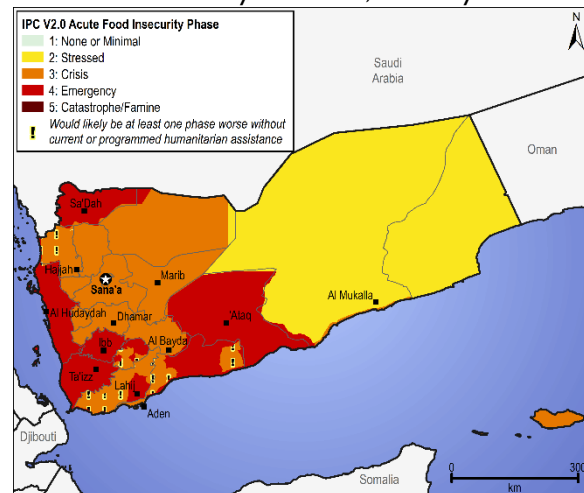 IPC V2.0 Acute Food Insecurity Phase
1: None or Minimal
2: Stressed
3: Crisis
4: Emergency
5: Catastrophe/Famine
! Would likely be at least one phase worse without
current or programmed humanitarian assistance
N
Saudi
Arabia
Oman
Sa'Dah
Hajjah
Sana'a
Marib
Al Mukalla
Al Hudaydah
Dhamar
'Ataq
Ibb
Al Bayda
Ta'izz
Lahij
Aden
Djibouti
Somalia
0 300
km